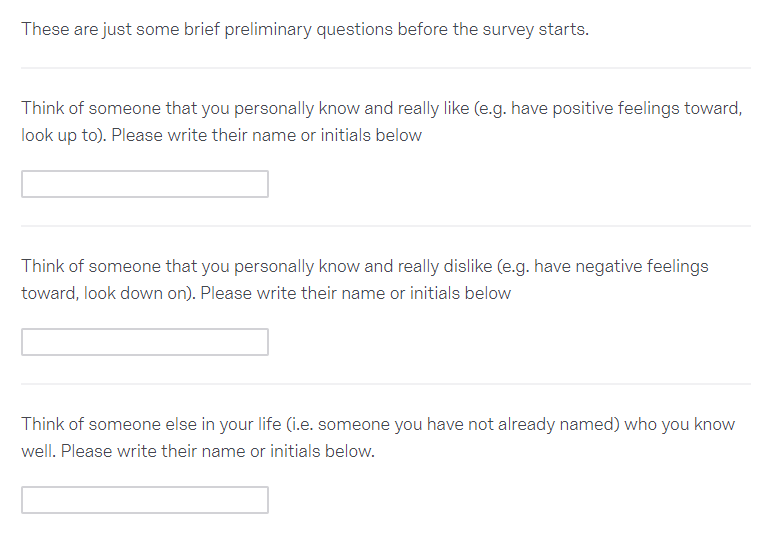 These are just some brief preliminary questions before the survey starts.
Think of someone that you personally know and really like (e.g. have positive feelings toward,
look up to). Please write their name or initials below
Think of someone that you personally know and really dislike (e.g. have negative feelings
toward, look down on). Please write their name or initials below
Think of someone else in your life (i.e. someone you have not already named) who you know
well. Please write their name or initials below.